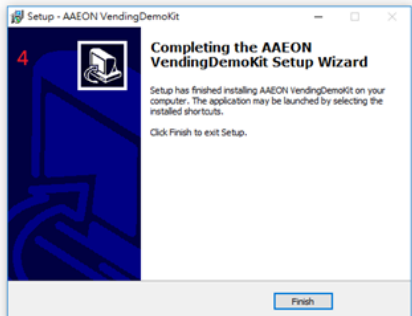 Setup - AAEON VendingDemoKit
4
Completing the AAEON
VendingDemoKit Setup Wizard
Setup has finished installing AAEON VendingDemoKit on your
computer. The application may be launched by selecting the
installed shortcuts.
Click Finish to exit Setup.
Finish